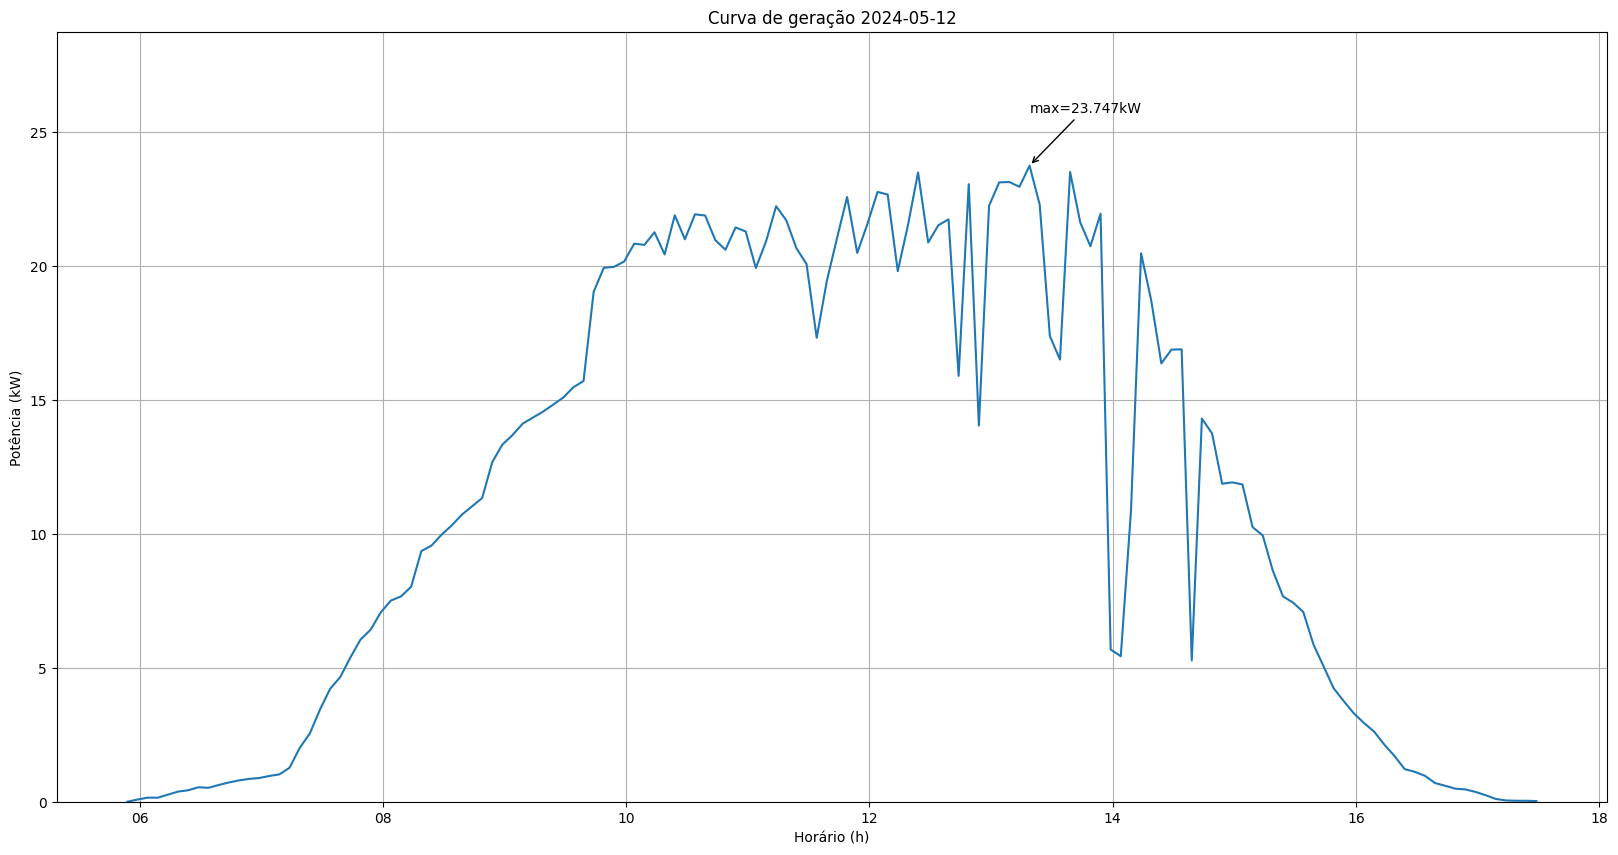 Curva de geração 2024-05-12
max=23.747kW
Potência (kW)
25
20
15
10
5
0
06 08 10 12 14 16 18
Horário (h)